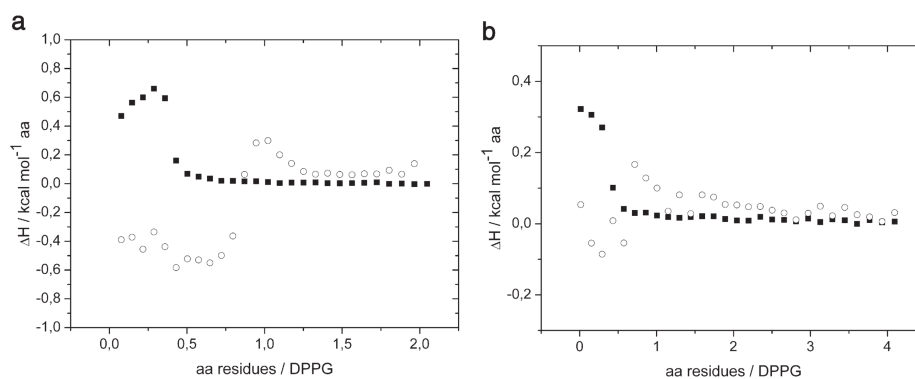 a
ΔH / kcal mol⁻¹ aa
1,0
0,8
0,6
0,4
0,2
0,0
-0,2
-0,4
-0,6
-0,8
-1,0
0,0 0,5 1,0 1,5 2,0
aa residues / DPPG
b
ΔH / kcal mol⁻¹ aa
0,4
0,2
0,0
-0,2
0 1 2 3 4
aa residues / DPPG